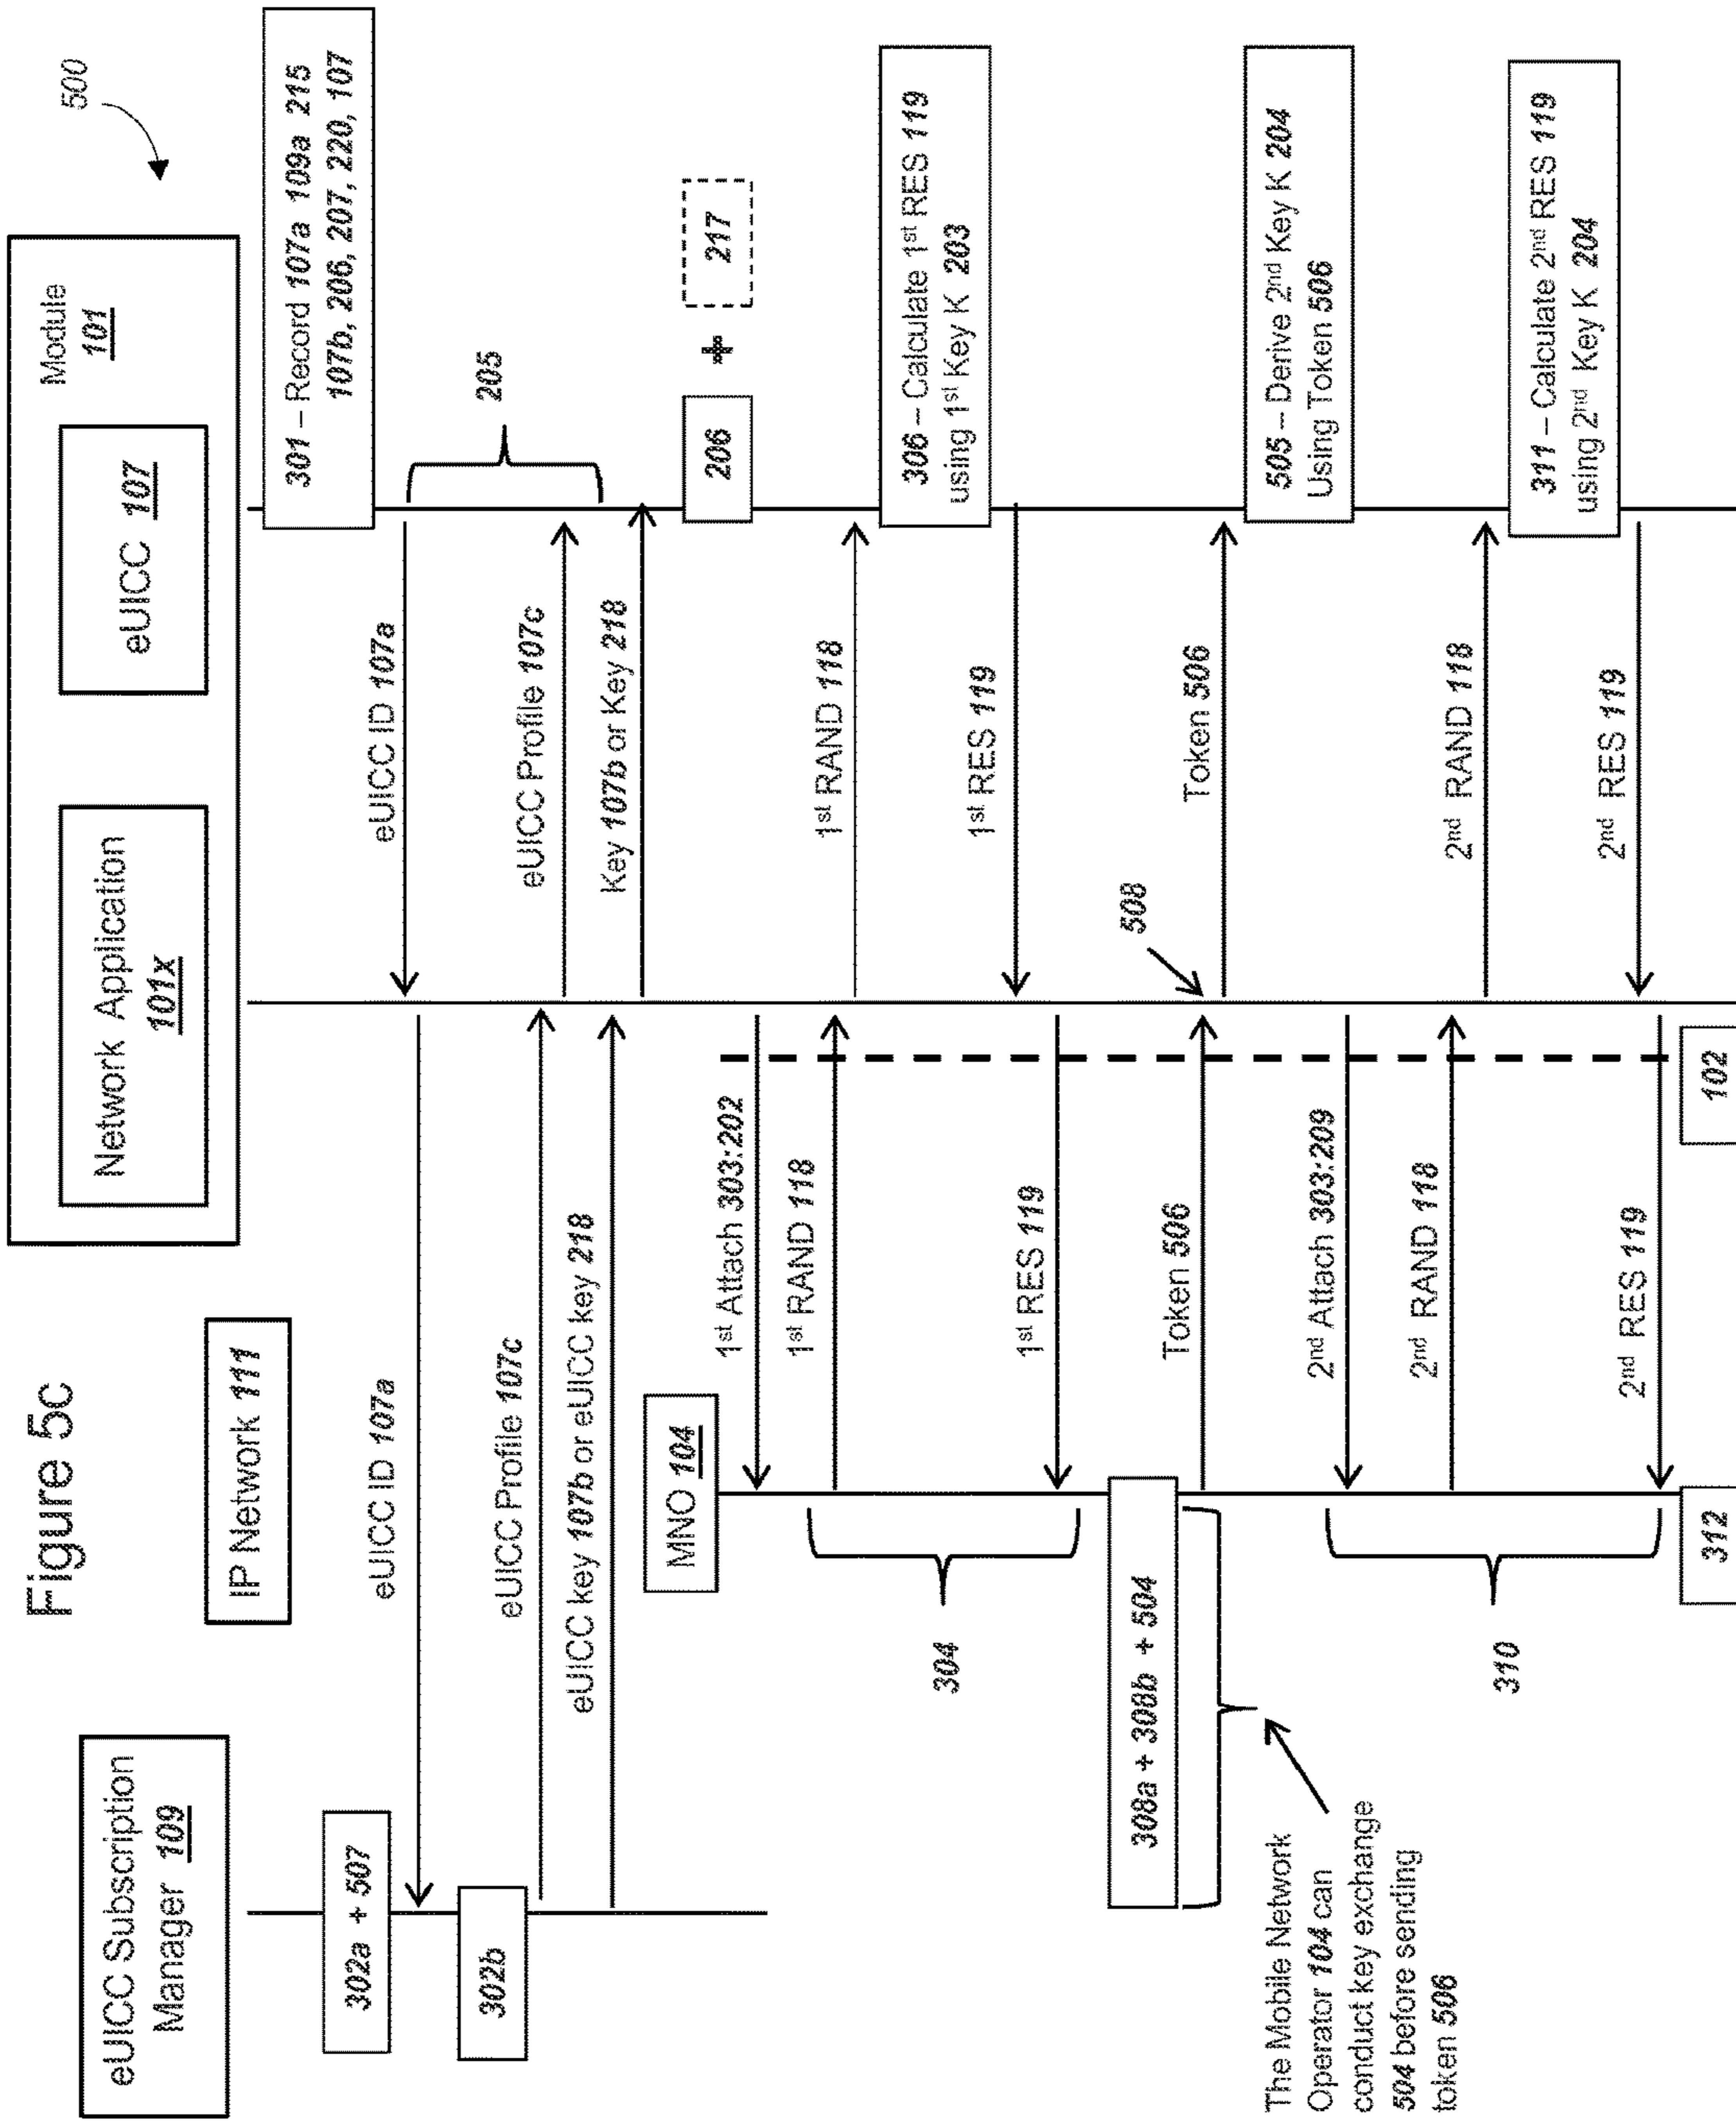 Figure 5c
500
eUICC Subscription
Manager 109
IP Network 111
Module
101
Network Application
101x
eUICC 107
301 – Record 107a 109a 215
107b, 206, 207, 220, 107
302a + 507
eUICC ID 107a
eUICC ID 107a
205
302b
eUICC Profile 107c
eUICC Profile 107c
eUICC key 107b or eUICC key 218
Key 107b or Key 218
MNO 104
206
+
217
1st Attach 303:202
1st RAND 118
1st RAND 118
306 – Calculate 1st RES 119
using 1st Key K 203
304
1st RES 119
1st RES 119
308a + 308b + 504
508
Token 506
Token 506
505 – Derive 2nd Key K 204
Using Token 506
The Mobile Network
Operator 104 can
conduct key exchange
504 before sending
token 506
2nd Attach 303:209
2nd RAND 118
2nd RAND 118
310
311 – Calculate 2nd RES 119
using 2nd Key K 204
2nd RES 119
2nd RES 119
312
102